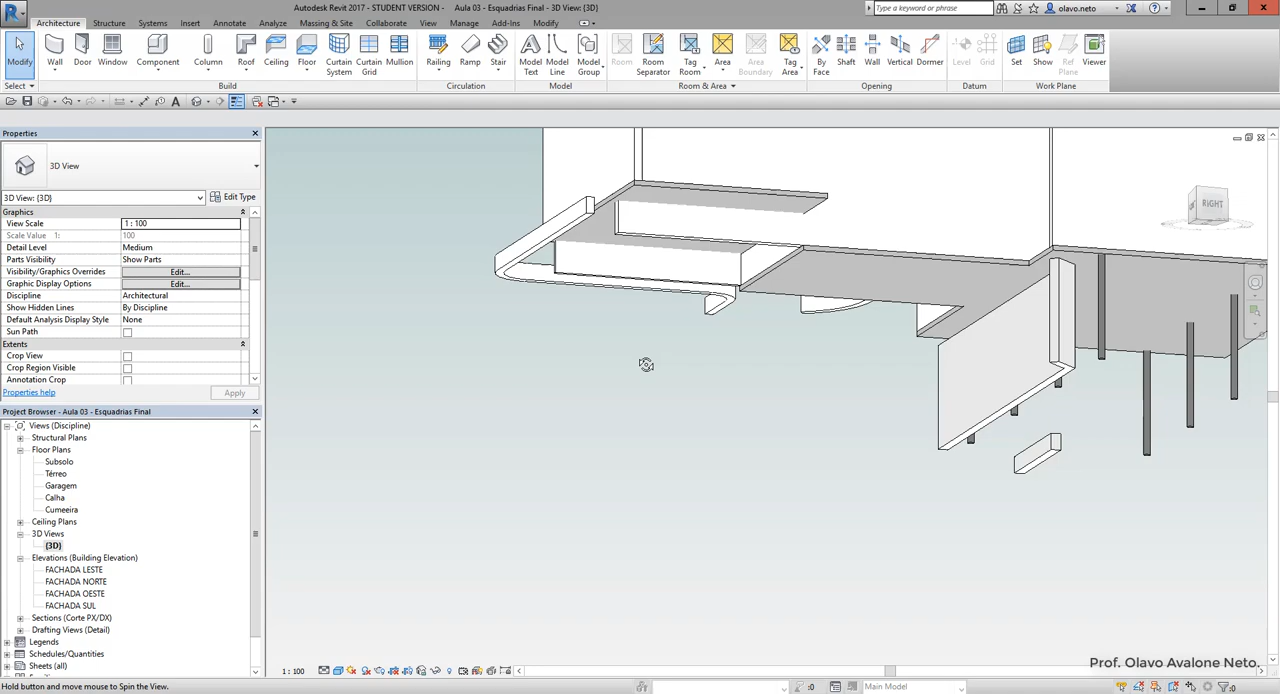 Autodesk Revit 2017 - STUDENT VERSION - Aula 03 - Esquadrias Final - 3D View: {3D}
Type a keyword or phrase
olavo.neto
Architecture Structure Systems Insert Annotate Analyze Massing & Site Collaborate View Manage Add-Ins Modify
Modify Wall Door Window Component Column Roof Ceiling Floor Curtain System Curtain Grid Mullion Railing Ramp Stair Model Text Model Line Model Group Room Room Separator Tag Room Area Area Boundary Tag Area By Face Shaft Wall Vertical Dormer Level Grid Set Show Ref Plane Viewer
Select Build Circulation Model Room & Area Opening Datum Work Plane
Properties
3D View
3D View: {3D} Edit Type
Graphics
View Scale 1 : 100
Scale Value 1: 100
Detail Level Medium
Parts Visibility Show Parts
Visibility/Graphics Overrides Edit...
Graphic Display Options Edit...
Discipline Architectural
Show Hidden Lines By Discipline
Default Analysis Display Style None
Sun Path
Extents
Crop View
Crop Region Visible
Annotation Crop
Properties help Apply
Project Browser - Aula 03 - Esquadrias Final
Views (Discipline)
Structural Plans
Floor Plans
Subsolo
Térreo
Garagem
Calha
Cumeeira
Ceiling Plans
3D Views
{3D}
Elevations (Building Elevation)
FACHADA LESTE
FACHADA NORTE
FACHADA OESTE
FACHADA SUL
Sections (Corte PX/DX)
Drafting Views (Detail)
Legends
Schedules/Quantities
Sheets (all)
RIGHT
1 : 100
Prof. Olavo Avalone Neto.
Hold button and move mouse to Spin the View.
:0
Main Model
:0